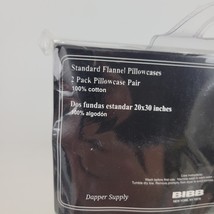 Standard Flannel Pillowcases
2 Pack Pillowcase Pair
100% cotton
Dos fundas estandar 20x30 inches
100% algodón
BIBB
Dapper Supply